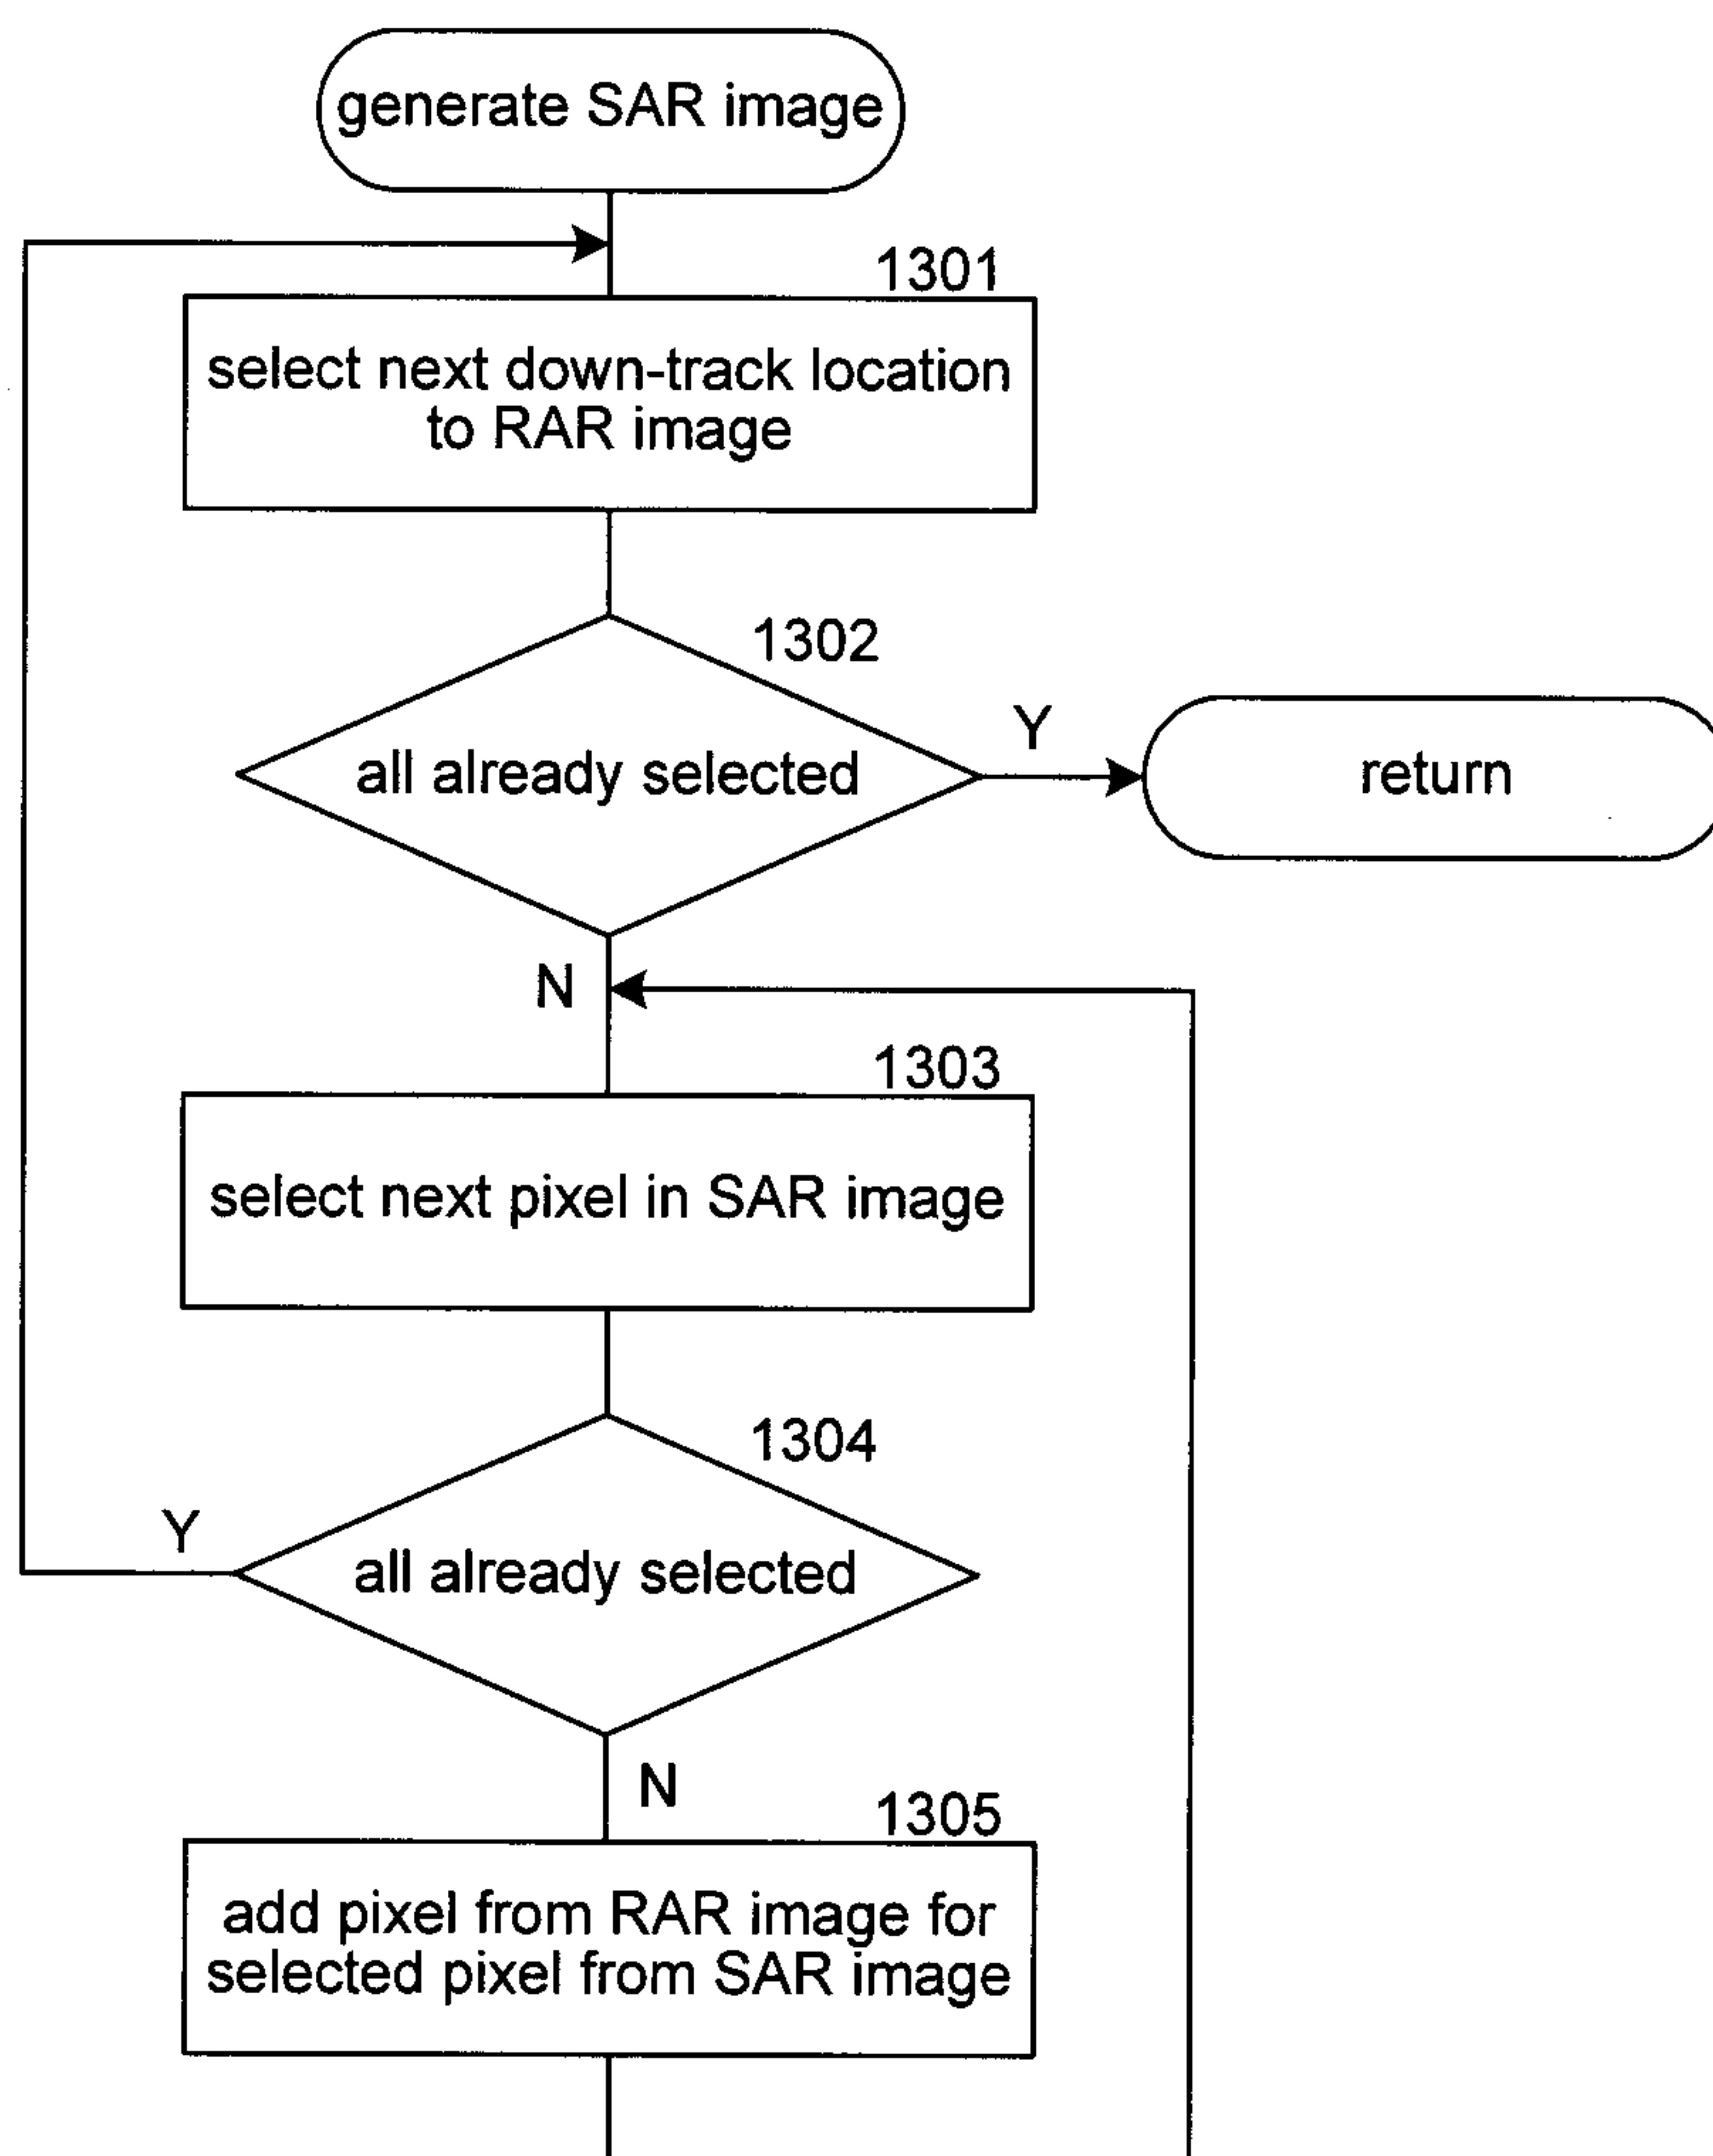 generate SAR image
1301
select next down-track location
to RAR image
1302
all already selected
Y
return
N
1303
select next pixel in SAR image
1304
Y
all already selected
N
1305
add pixel from RAR image for
selected pixel from SAR image